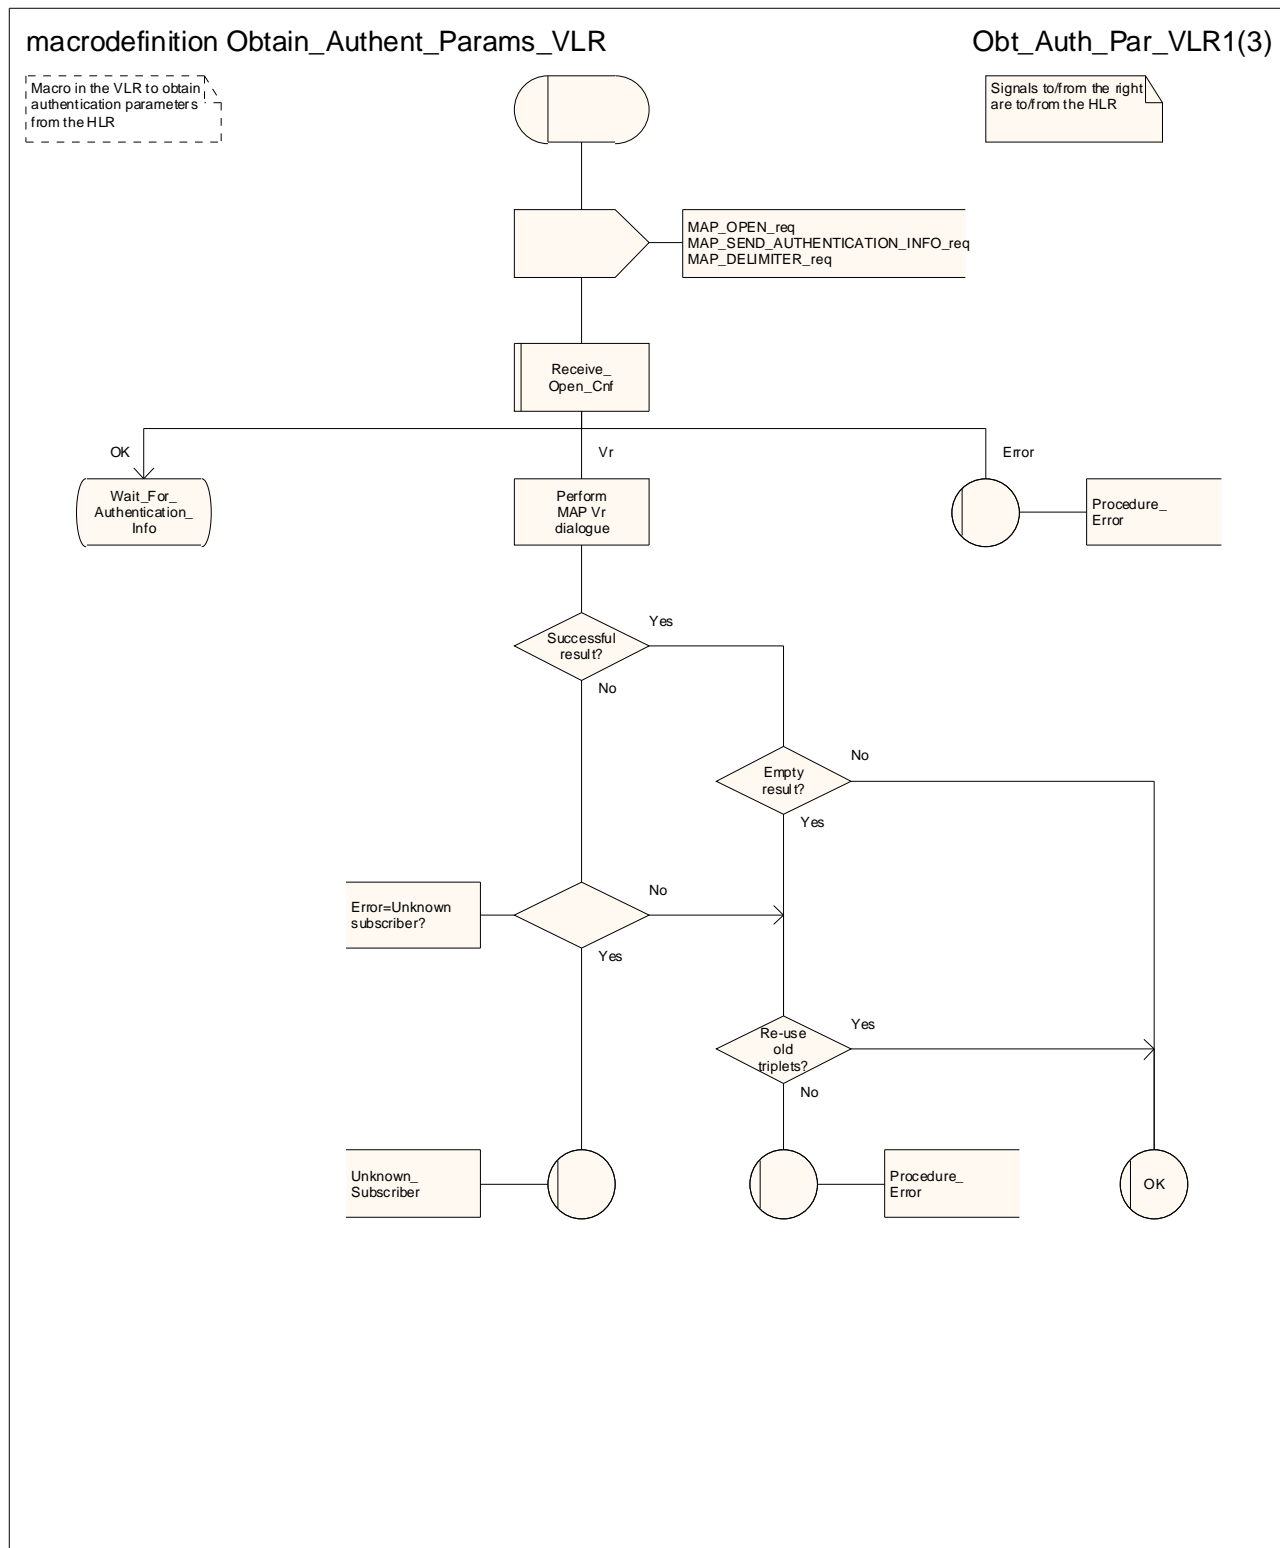 macrodefinition Obtain_Authent_Params_VLR
Obt_Auth_Par_VLR1(3)
Macro in the VLR to obtain
authentication parameters
from the HLR
Signals to/from the right
are to/from the HLR
MAP_OPEN_req
MAP_SEND_AUTHENTICATION_INFO_req
MAP_DELIMITER_req
Receive_
Open_Cnf
OK
Vr
Error
Wait_For_
Authentication_
Info
Perform
MAP Vr
dialogue
Procedure_
Error
Successful
result?
Yes
No
Empty
result?
No
Yes
Error=Unknown
subscriber?
No
Yes
Re-use
old
triplets?
Yes
No
Unknown_
Subscriber
Procedure_
Error
OK